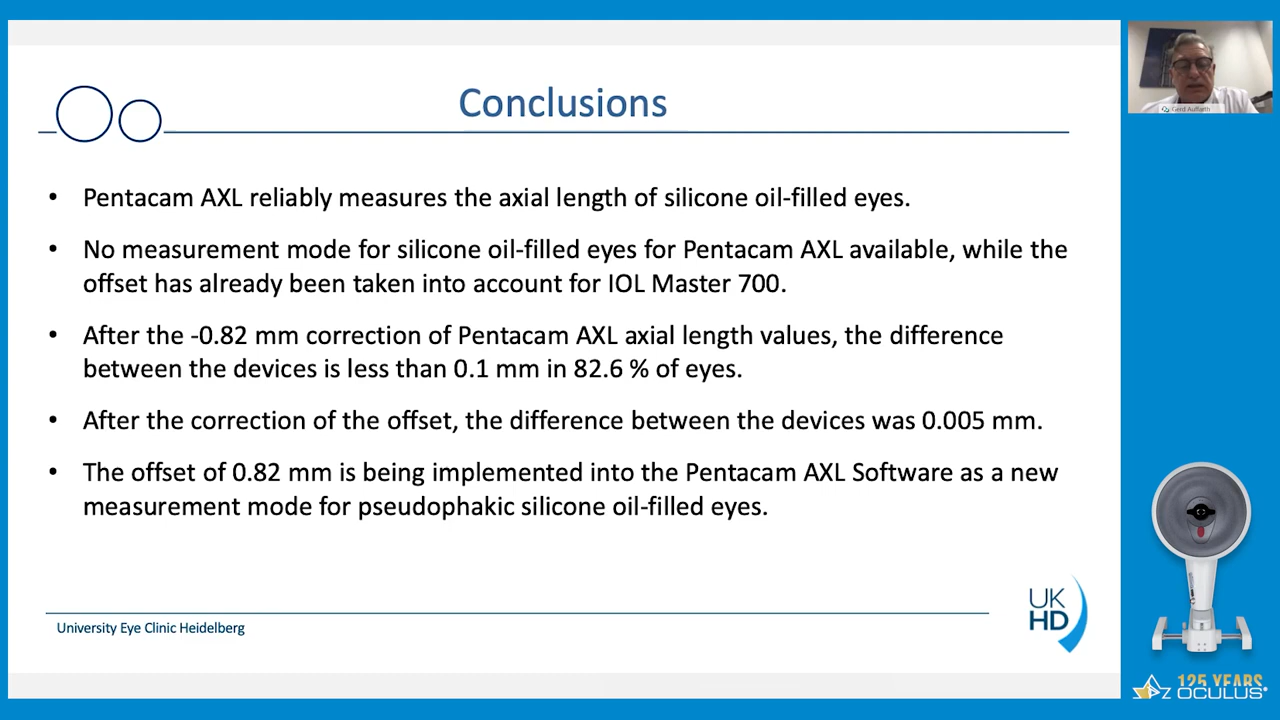 Conclusions
• Pentacam AXL reliably measures the axial length of silicone oil-filled eyes.
• No measurement mode for silicone oil-filled eyes for Pentacam AXL available, while the
offset has already been taken into account for IOL Master 700.
• After the -0.82 mm correction of Pentacam AXL axial length values, the difference
between the devices is less than 0.1 mm in 82.6 % of eyes.
• After the correction of the offset, the difference between the devices was 0.005 mm.
• The offset of 0.82 mm is being implemented into the Pentacam AXL Software as a new
measurement mode for pseudophakic silicone oil-filled eyes.
University Eye Clinic Heidelberg
UK
HD
Gerd Auffarth
125 YEARS
OCULUS®